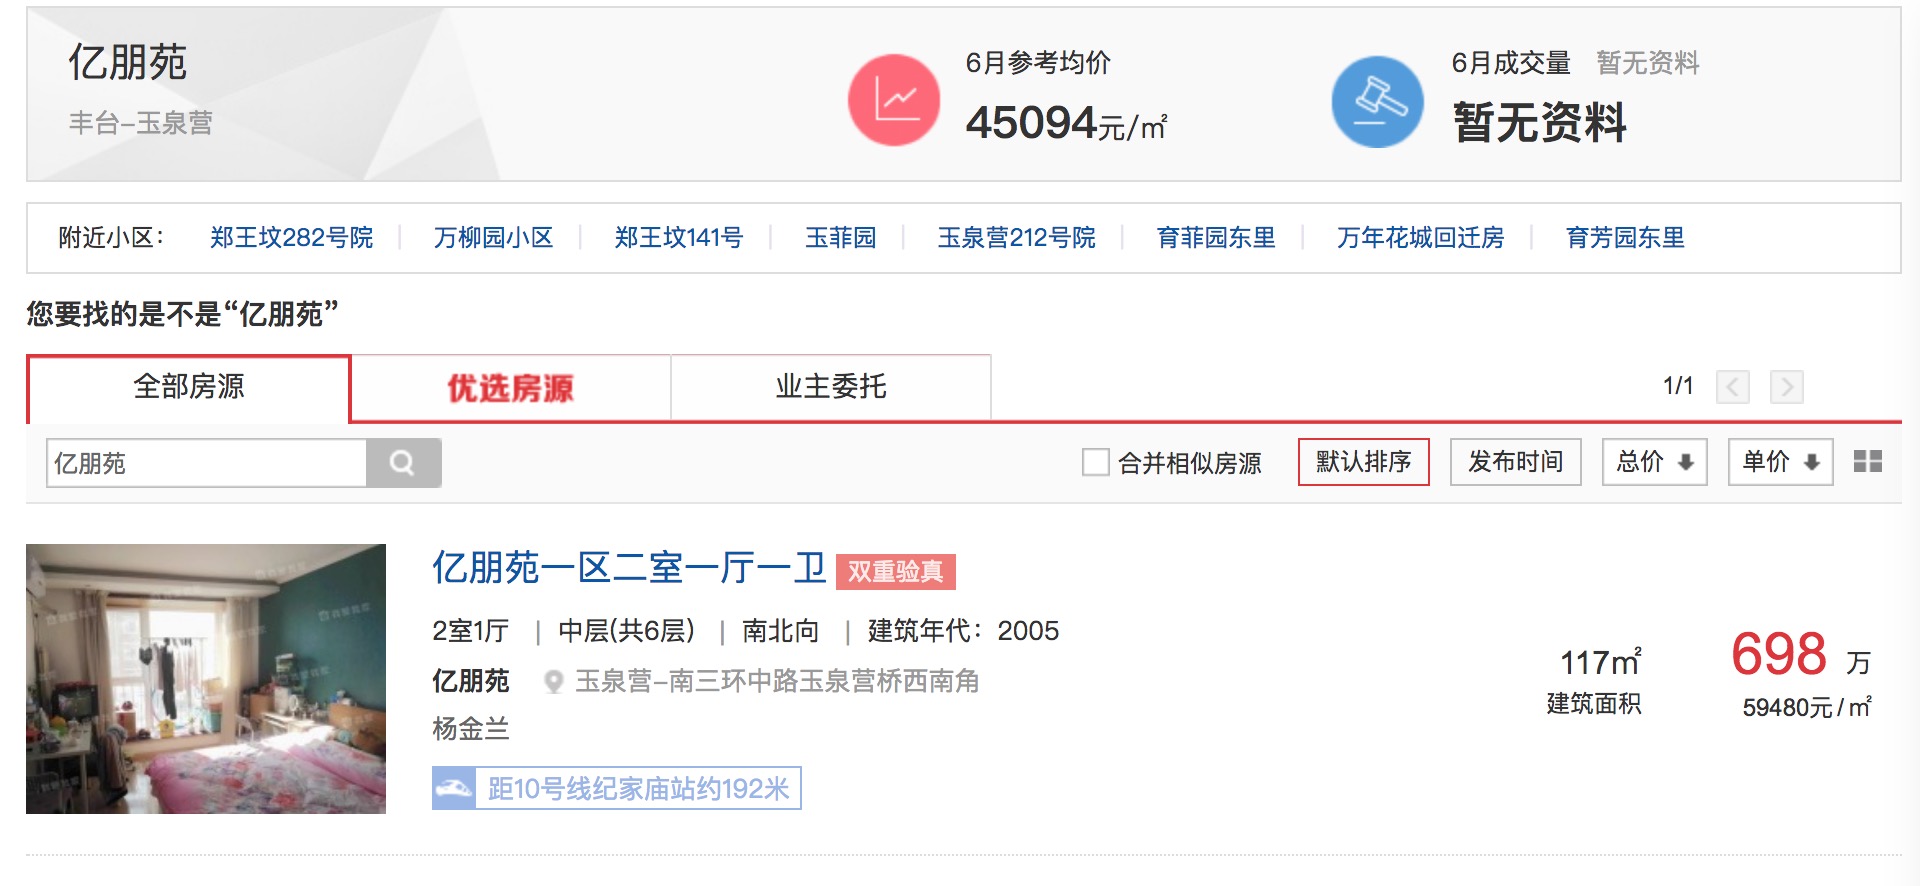 亿朋苑
丰台-玉泉营
6月参考均价
45094元/㎡
6月成交量 暂无资料
暂无资料
附近小区： 郑王坟282号院 | 万柳园小区 | 郑王坟141号 | 玉菲园 | 玉泉营212号院 | 育菲园东里 | 万年花城回迁房 | 育芳园东里
您要找的是不是“亿朋苑”
全部房源 优选房源 业主委托 1/1
亿朋苑 合并相似房源 默认排序 发布时间 总价 单价
亿朋苑一区二室一厅一卫 双重验真
2室1厅 | 中层(共6层) | 南北向 | 建筑年代：2005
亿朋苑 玉泉营-南三环中路玉泉营桥西南角
杨金兰
距10号线纪家庙站约192米
117㎡
建筑面积
698 万
59480元/㎡